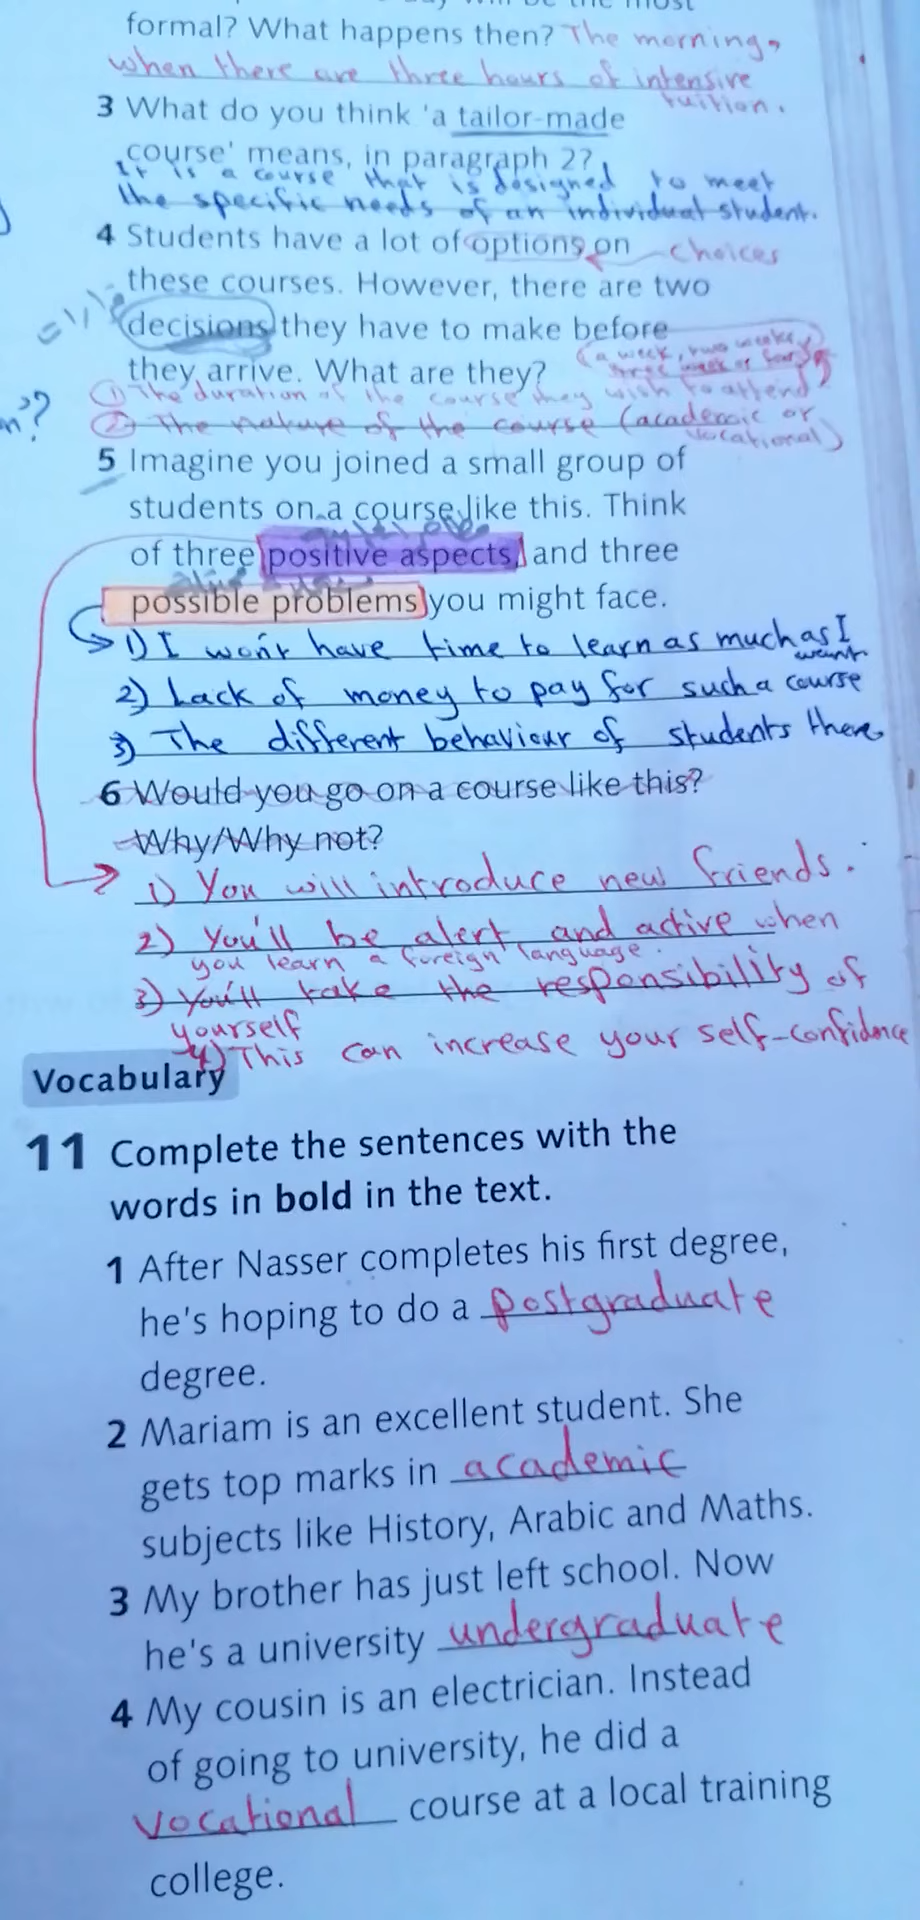 formal? What happens then? The morning,
when there are three hours of intensive
tuition.
3 What do you think 'a tailor-made
course' means, in paragraph 2?
It is a course that is designed to meet
the specific needs of an individual student.
4 Students have a lot of options on choices
these courses. However, there are two
decisions they have to make before
they arrive. What are they?
(a week, two weeks,
1 The duration of the course they wish to attend
2 The nature of the course (academic or
vocational)
5 Imagine you joined a small group of
students on a course like this. Think
of three positive aspects, and three
possible problems you might face.
1) I won't have time to learn as much as I
want
2) Lack of money to pay for such a course
3) The different behaviour of students there
6 Would you go on a course like this?
Why/Why not?
1) You will introduce new friends.
2) You'll be alert and active when
you learn a foreign language.
3) You'll take the responsibility of
yourself
4) This can increase your self-confidence
Vocabulary
11 Complete the sentences with the
words in bold in the text.
1 After Nasser completes his first degree,
he's hoping to do a postgraduate
degree.
2 Mariam is an excellent student. She
gets top marks in academic
subjects like History, Arabic and Maths.
3 My brother has just left school. Now
he's a university undergraduate
4 My cousin is an electrician. Instead
of going to university, he did a
vocational course at a local training
college.